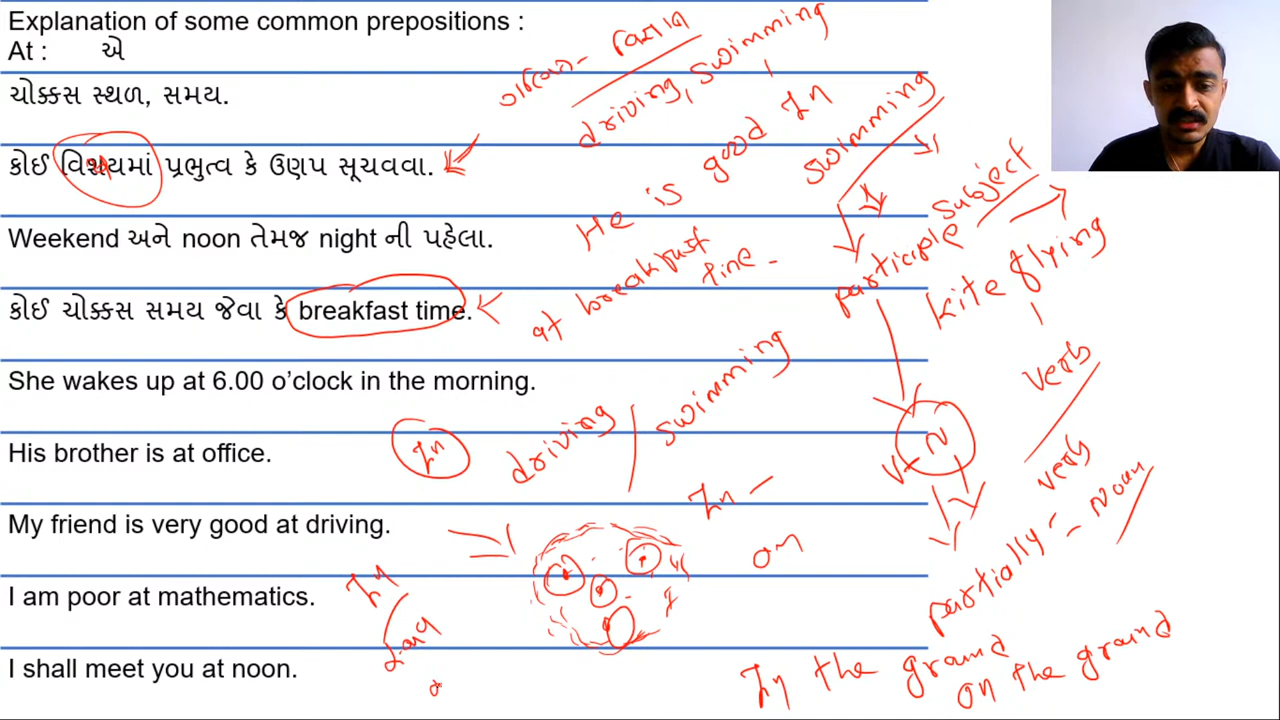 Explanation of some common prepositions :
At : એ
ચોક્કસ સ્થળ, સમય.
કોઈ વિષયમાં પ્રભુત્વ કે ઉણપ સૂચવવા.
Weekend અને noon તેમજ night ની પહેલા.
કોઈ ચોક્કસ સમય જેવા કે breakfast time.
She wakes up at 6.00 o’clock in the morning.
His brother is at office.
My friend is very good at driving.
I am poor at mathematics.
I shall meet you at noon.
driving, swimming
He is good In
swimming
at breakfast
time
participle
subject
kite flying
verb
verb
Noun
V - N
partially
In
driving
swimming
In
on
In
In the ground
on the ground